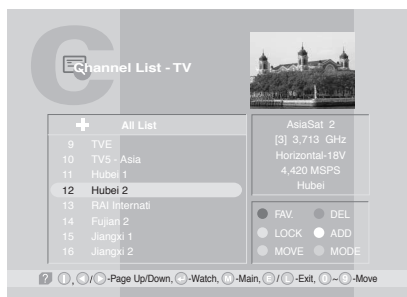 C
Channel List - TV
All List
9 TVE
10 TV5 - Asia
11 Hubei 1
12 Hubei 2
13 RAI Internati
14 Fujian 2
15 Jiangxi 1
16 Jiangxi 2
AsiaSat 2
[3] 3,713 GHz
Horizontal-18V
4,420 MSPS
Hubei
FAV. DEL
LOCK ADD
MOVE MODE
? , / -Page Up/Down, -Watch, M -Main, E / -Exit, 0 ~ 9 -Move